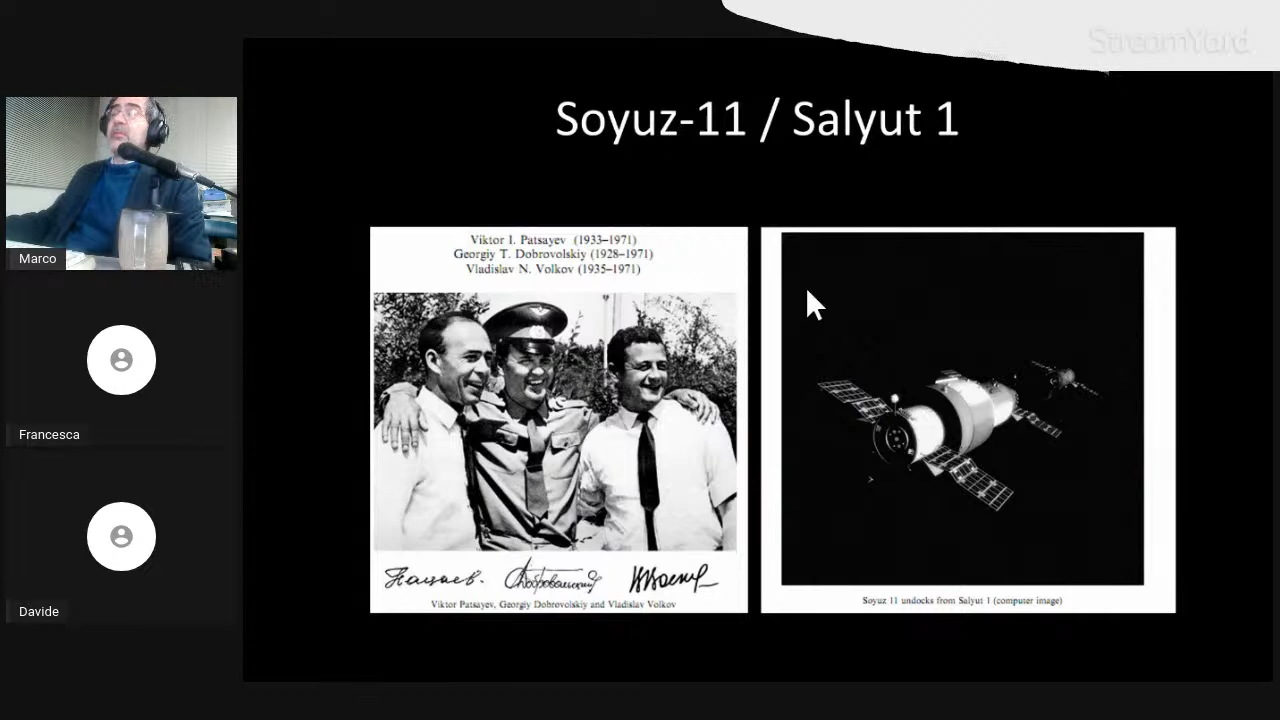 StreamYard
Soyuz-11 / Salyut 1
Viktor I. Patsayev (1933–1971)
Georgiy T. Dobrovolskiy (1928–1971)
Vladislav N. Volkov (1935–1971)
Viktor Patsayev, Georgiy Dobrovolskiy and Vladislav Volkov
Soyuz 11 undocks from Salyut 1 (computer image)
Marco
Francesca
Davide